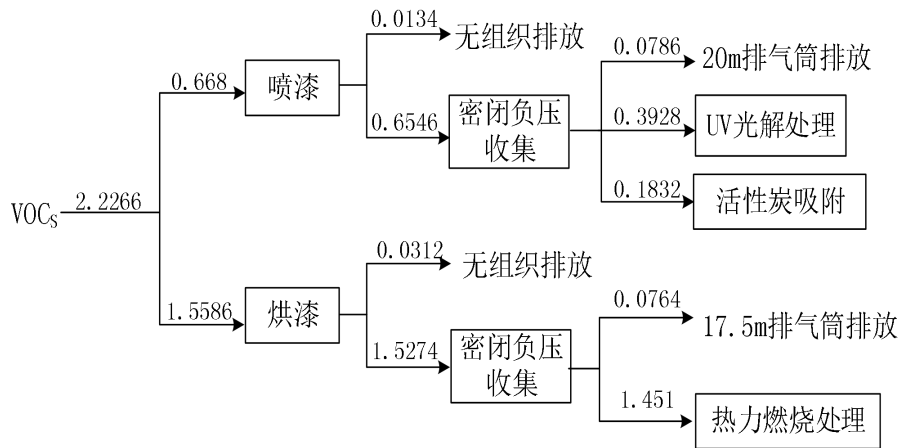 VOCs
2.2266
0.668
喷漆
0.0134
无组织排放
0.6546
密闭负压
收集
0.0786
20m排气筒排放
0.3928
UV光解处理
0.1832
活性炭吸附
1.5586
烘漆
0.0312
无组织排放
1.5274
密闭负压
收集
0.0764
17.5m排气筒排放
1.451
热力燃烧处理